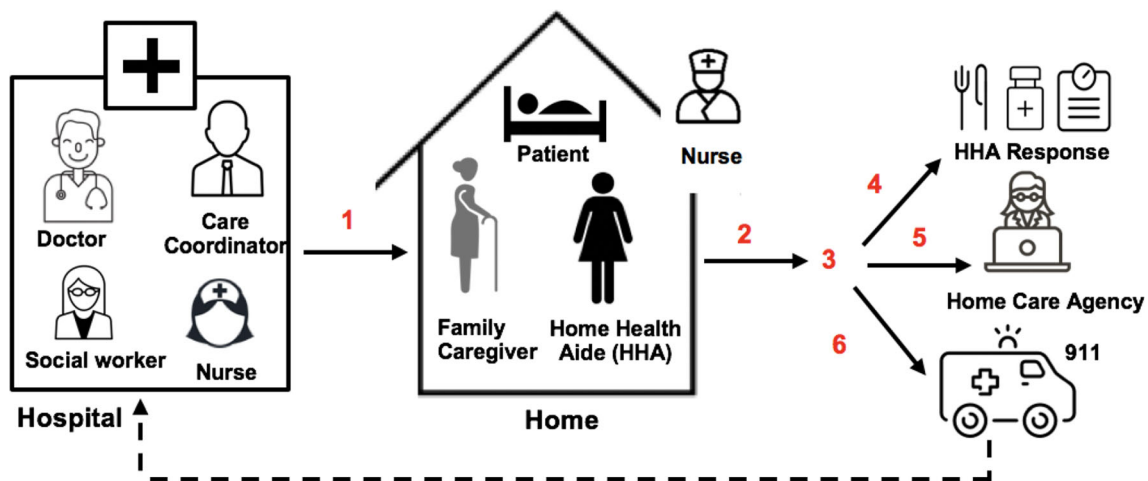 Doctor
Care
Coordinator
Social worker
Nurse
Hospital
1
Patient
Nurse
Family
Caregiver
Home Health
Aide (HHA)
Home
2
3
4
5
6
HHA Response
Home Care Agency
911